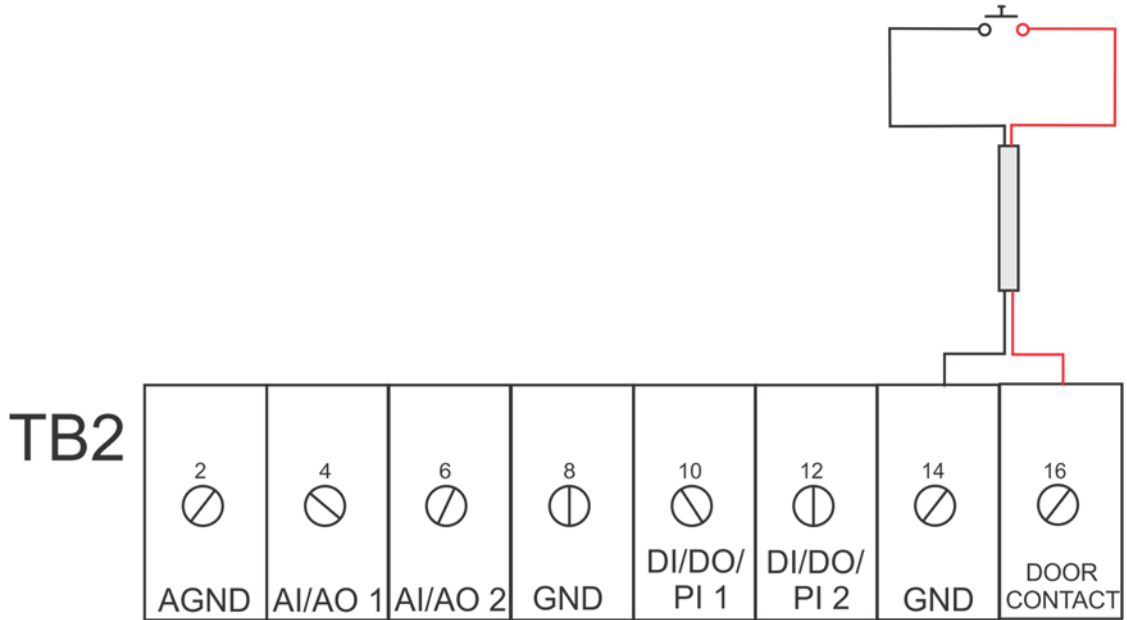 TB2
2 4 6 8 10 12 14 16
AGND AI/AO 1 AI/AO 2 GND DI/DO/ PI 1 DI/DO/ PI 2 GND DOOR CONTACT